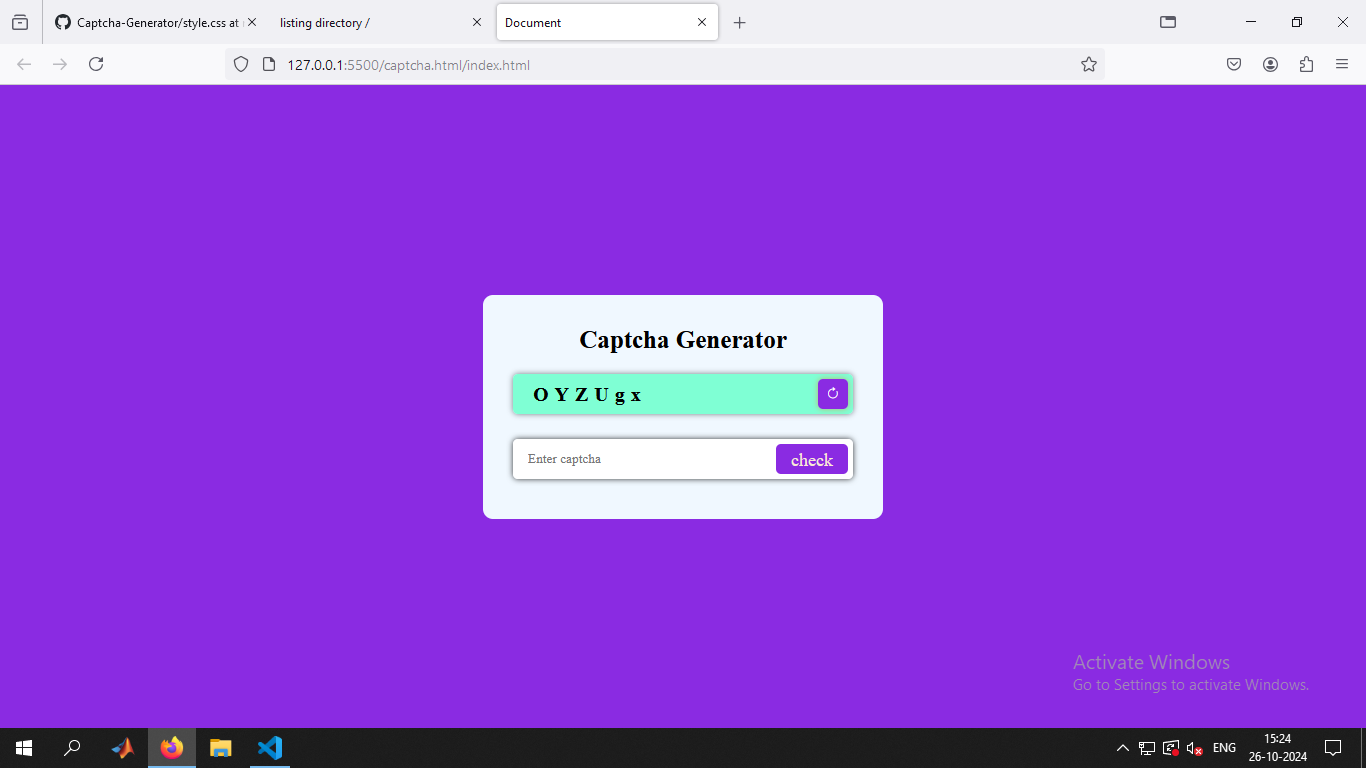 Captcha-Generator/style.css at
listing directory /
Document
127.0.0.1:5500/captcha.html/index.html
Captcha Generator
O Y Z U g x
Enter captcha
check
Activate Windows
Go to Settings to activate Windows.
ENG
15:24
26-10-2024